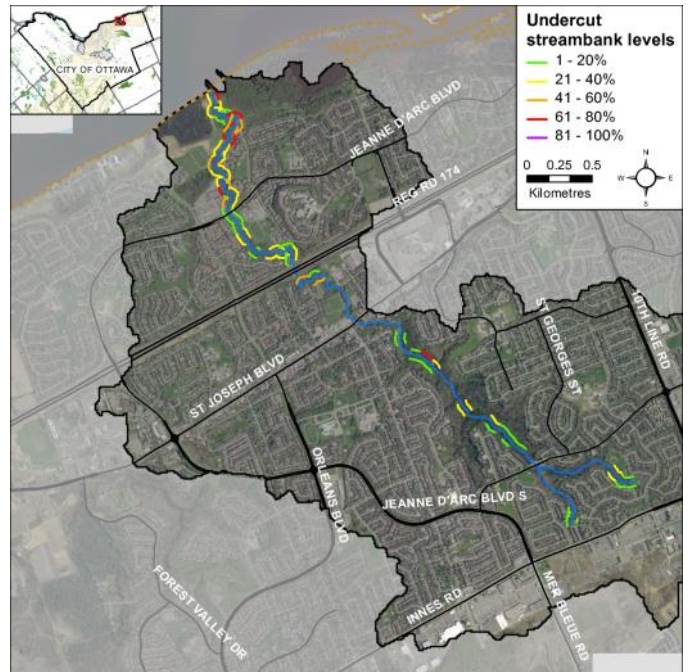 CITY OF OTTAWA
Undercut
streambank levels
1 - 20%
21 - 40%
41 - 60%
61 - 80%
81 - 100%
0 0.25 0.5
Kilometres
N
W E
S
JEANNE D'ARC BLVD
REG RD 174
ST JOSEPH BLVD
ST GEORGES ST
10TH LINE RD
ORLEANS BLVD
JEANNE D'ARC BLVD S
FOREST VALLEY DR
INNES RD
MER BLEUE RD